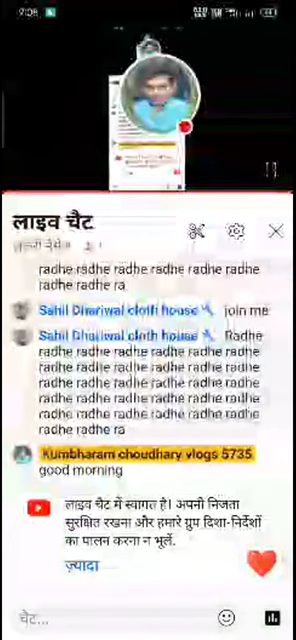 9:08
लाइव चैट
radhe radhe radhe radhe radhe radhe
radhe radhe ra
Sahil Dhariwal cloth house join me
Sahil Dhariwal cloth house Radhe
radhe radhe radhe radhe radhe radhe
radhe radhe radhe radhe radhe radhe
radhe radhe radhe radhe radhe radhe
radhe radhe radhe radhe radhe radhe
radhe radhe radhe radhe radhe radhe
radhe radhe ra
Kumbharam choudhary vlogs 5735
good morning
लाइव चैट में स्वागत है। अपनी निजता
सुरक्षित रखना और हमारे ग्रुप दिशा-निर्देशों
का पालन करना न भूलें.
ज़्यादा
चैट...